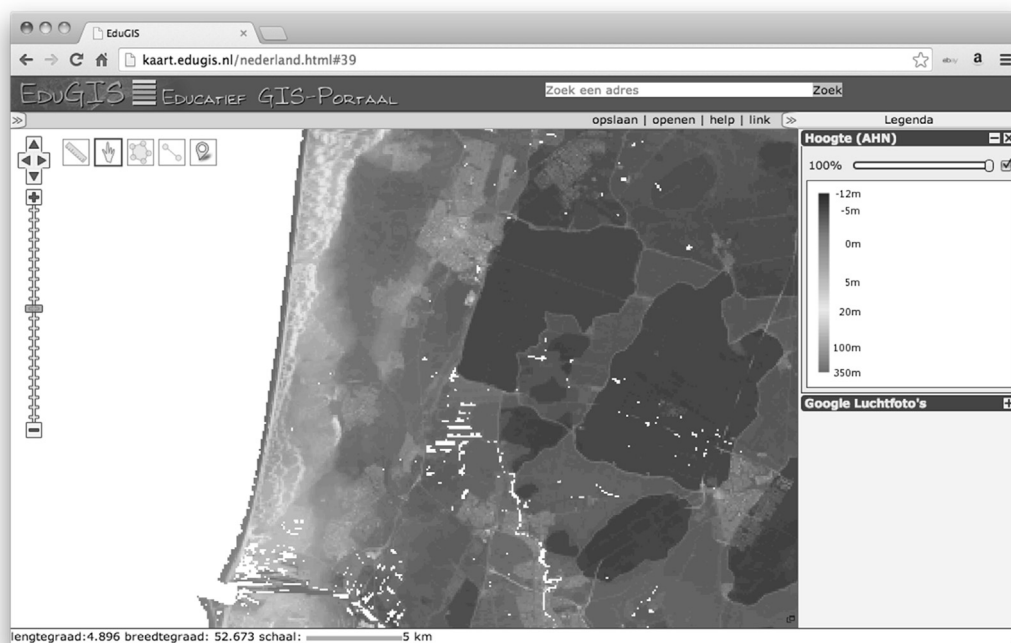 EduGIS
kaart.edugis.nl/nederland.html#39
ebay a
EduGIS Educatief GIS-Portaal
Zoek een adres Zoek
opslaan | openen | help | link
Legenda
Hoogte (AHN)
100%
-12m
-5m
0m
5m
20m
100m
350m
Google Luchtfoto's
lengtegraad:4.896 breedtegraad: 52.673 schaal: 5 km